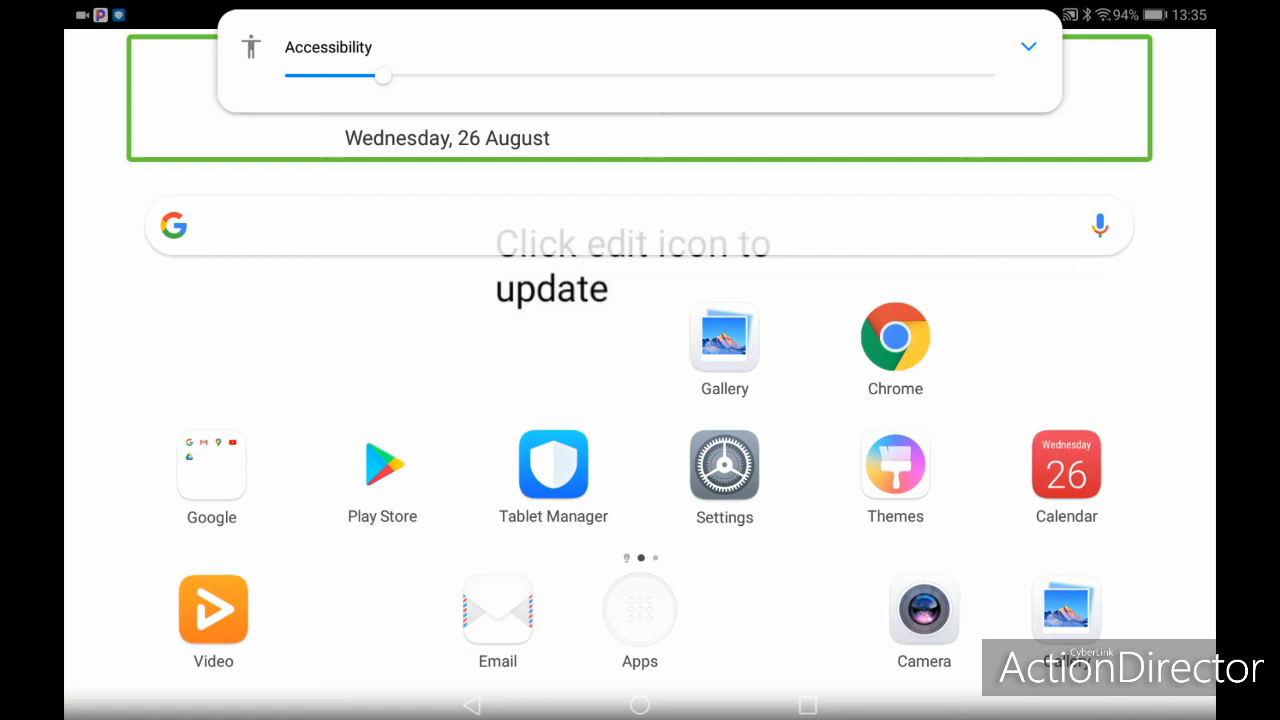 94% 13:35
Accessibility
Wednesday, 26 August
Click edit icon to
update
Gallery
Chrome
Google
Play Store
Tablet Manager
Settings
Themes
Wednesday
26
Calendar
Video
Email
Apps
Camera
Gallery
CyberLink
ActionDirector